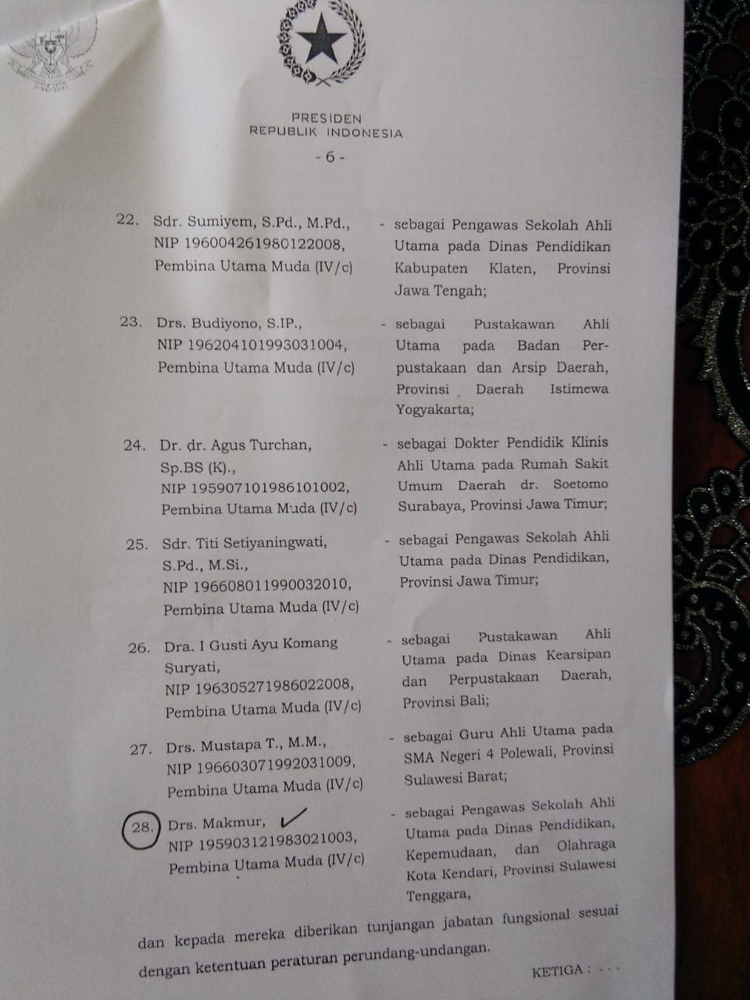 PRESIDEN
REPUBLIK INDONESIA
- 6 -
22. Sdr. Sumiyem, S.Pd., M.Pd.,
NIP 196004261980122008,
Pembina Utama Muda (IV/c)
- sebagai Pengawas Sekolah Ahli
Utama pada Dinas Pendidikan
Kabupaten Klaten, Provinsi
Jawa Tengah;
23. Drs. Budiyono, S.IP.,
NIP 196204101993031004,
Pembina Utama Muda (IV/c)
- sebagai Pustakawan Ahli
Utama pada Badan Per-
pustakaan dan Arsip Daerah,
Provinsi Daerah Istimewa
Yogyakarta;
24. Dr. dr. Agus Turchan,
Sp.BS (K).,
NIP 195907101986101002,
Pembina Utama Muda (IV/c)
- sebagai Dokter Pendidik Klinis
Ahli Utama pada Rumah Sakit
Umum Daerah dr. Soetomo
Surabaya, Provinsi Jawa Timur;
25. Sdr. Titi Setiyaningwati,
S.Pd., M.Si.,
NIP 196608011990032010,
Pembina Utama Muda (IV/c)
- sebagai Pengawas Sekolah Ahli
Utama pada Dinas Pendidikan,
Provinsi Jawa Timur;
26. Dra. I Gusti Ayu Komang
Suryati,
NIP 196305271986022008,
Pembina Utama Muda (IV/c)
- sebagai Pustakawan Ahli
Utama pada Dinas Kearsipan
dan Perpustakaan Daerah,
Provinsi Bali;
27. Drs. Mustapa T., M.M.,
NIP 196603071992031009,
Pembina Utama Muda (IV/c)
- sebagai Guru Ahli Utama pada
SMA Negeri 4 Polewali, Provinsi
Sulawesi Barat;
28. Drs. Makmur,
NIP 195903121983021003,
Pembina Utama Muda (IV/c)
- sebagai Pengawas Sekolah Ahli
Utama pada Dinas Pendidikan,
Kepemudaan, dan Olahraga
Kota Kendari, Provinsi Sulawesi
Tenggara,
dan kepada mereka diberikan tunjangan jabatan fungsional sesuai
dengan ketentuan peraturan perundang-undangan.
KETIGA : . . .